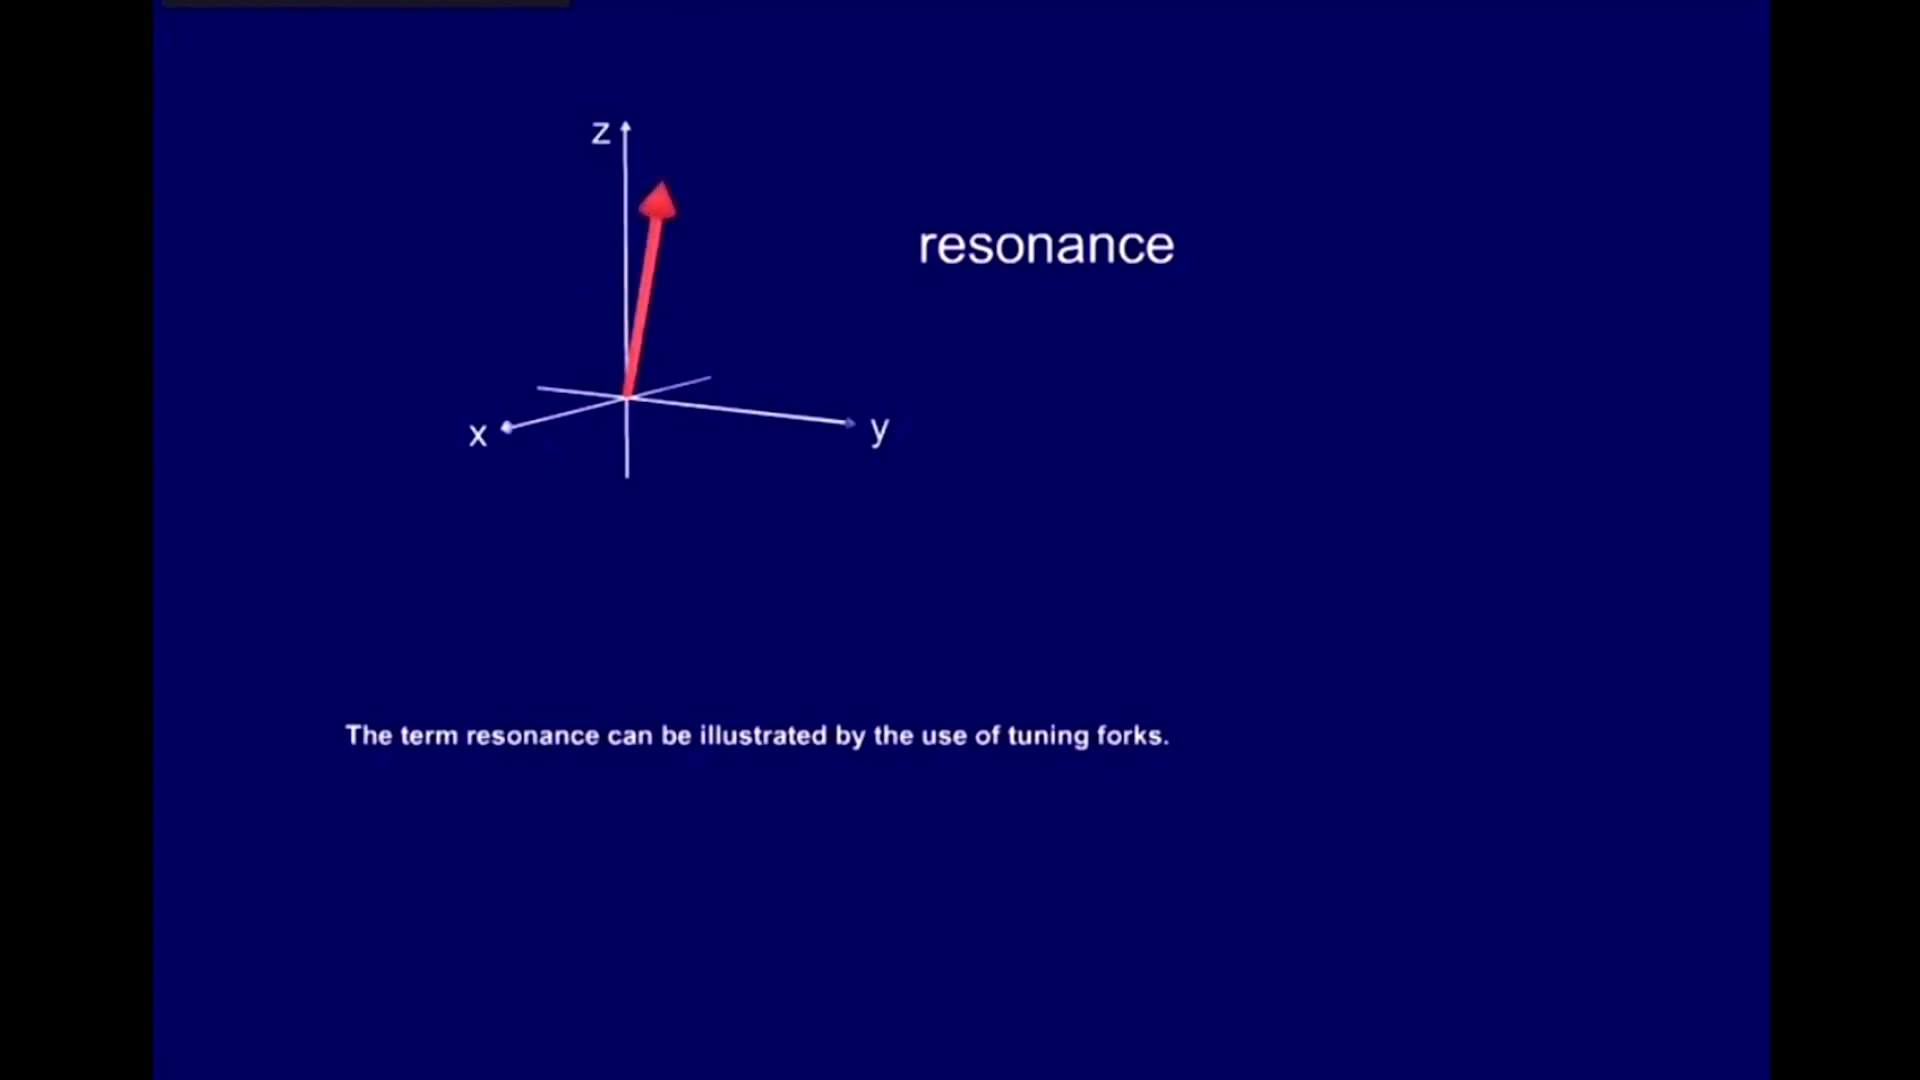 z
resonance
x
y
The term resonance can be illustrated by the use of tuning forks.